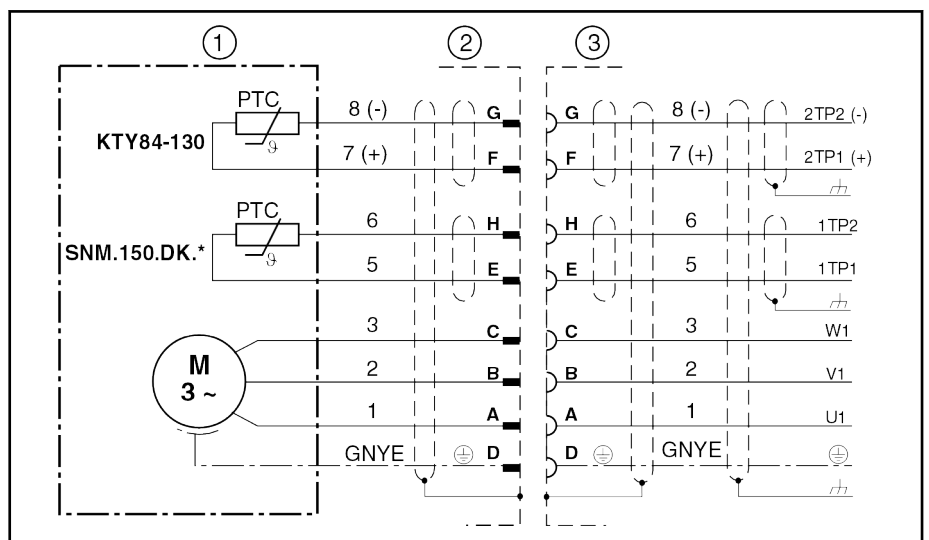 1 2 3
PTC 8 (-) G G 8 (-) 2TP2 (-)
KTY84-130
7 (+) F F 7 (+) 2TP1 (+)
ϑ
PTC 6 H H 6 1TP2
SNM.150.DK.*
ϑ
5 E E 5 1TP1
3 C C 3 W1
M
3 ~
2 B B 2 V1
1 A A 1 U1
GNYE D D GNYE